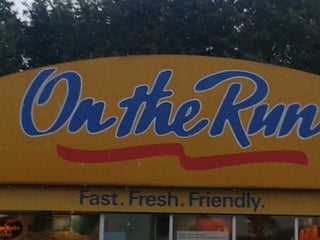 On the Run
Fast. Fresh. Friendly.